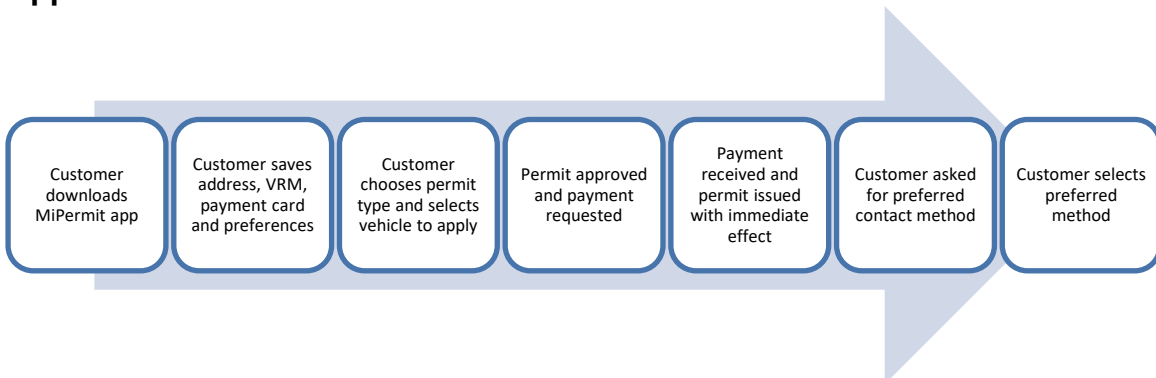 Customer
downloads
MiPermit app
Customer saves
address, VRM,
payment card
and preferences
Customer
chooses permit
type and selects
vehicle to apply
Permit approved
and payment
requested
Payment
received and
permit issued
with immediate
effect
Customer asked
for preferred
contact method
Customer selects
preferred
method